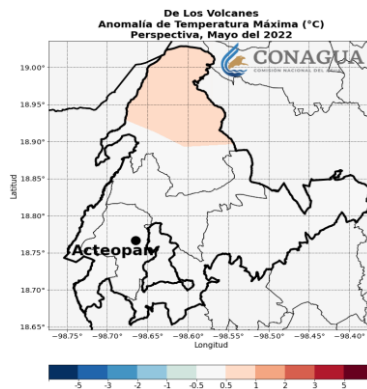 De Los Volcanes
Anomalía de Temperatura Máxima (°C)
Perspectiva, Mayo del 2022
CONAGUA
COMISIÓN NACIONAL DEL
19.00°
18.95°
18.90°
18.85°
18.80°
18.75°
18.70°
18.65°
Latitud
Acteopan
−98.75° −98.70° −98.65° −98.60° −98.55° −98.50° −98.45° −98.40°
Longitud
-5 -3 -2 -1 -0.5 0.5 1 2 3 5